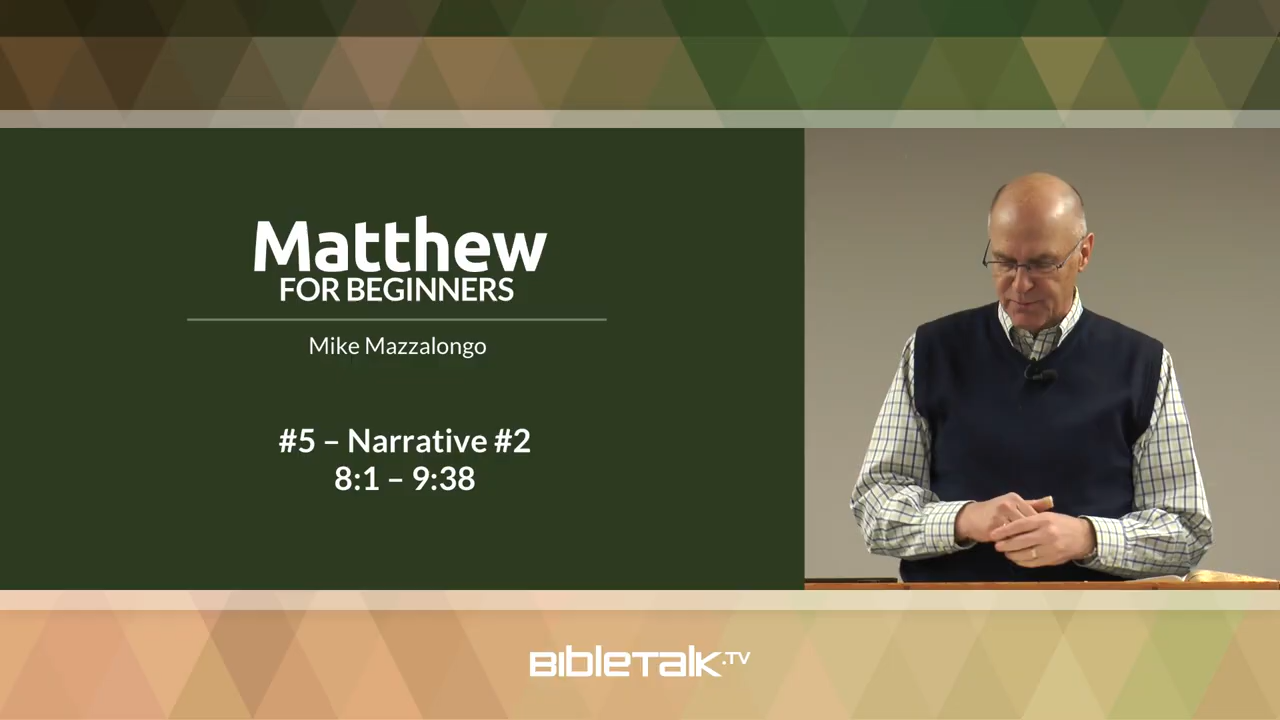 Matthew
FOR BEGINNERS
Mike Mazzalongo
#5 – Narrative #2
8:1 – 9:38
BIBLETALK.TV